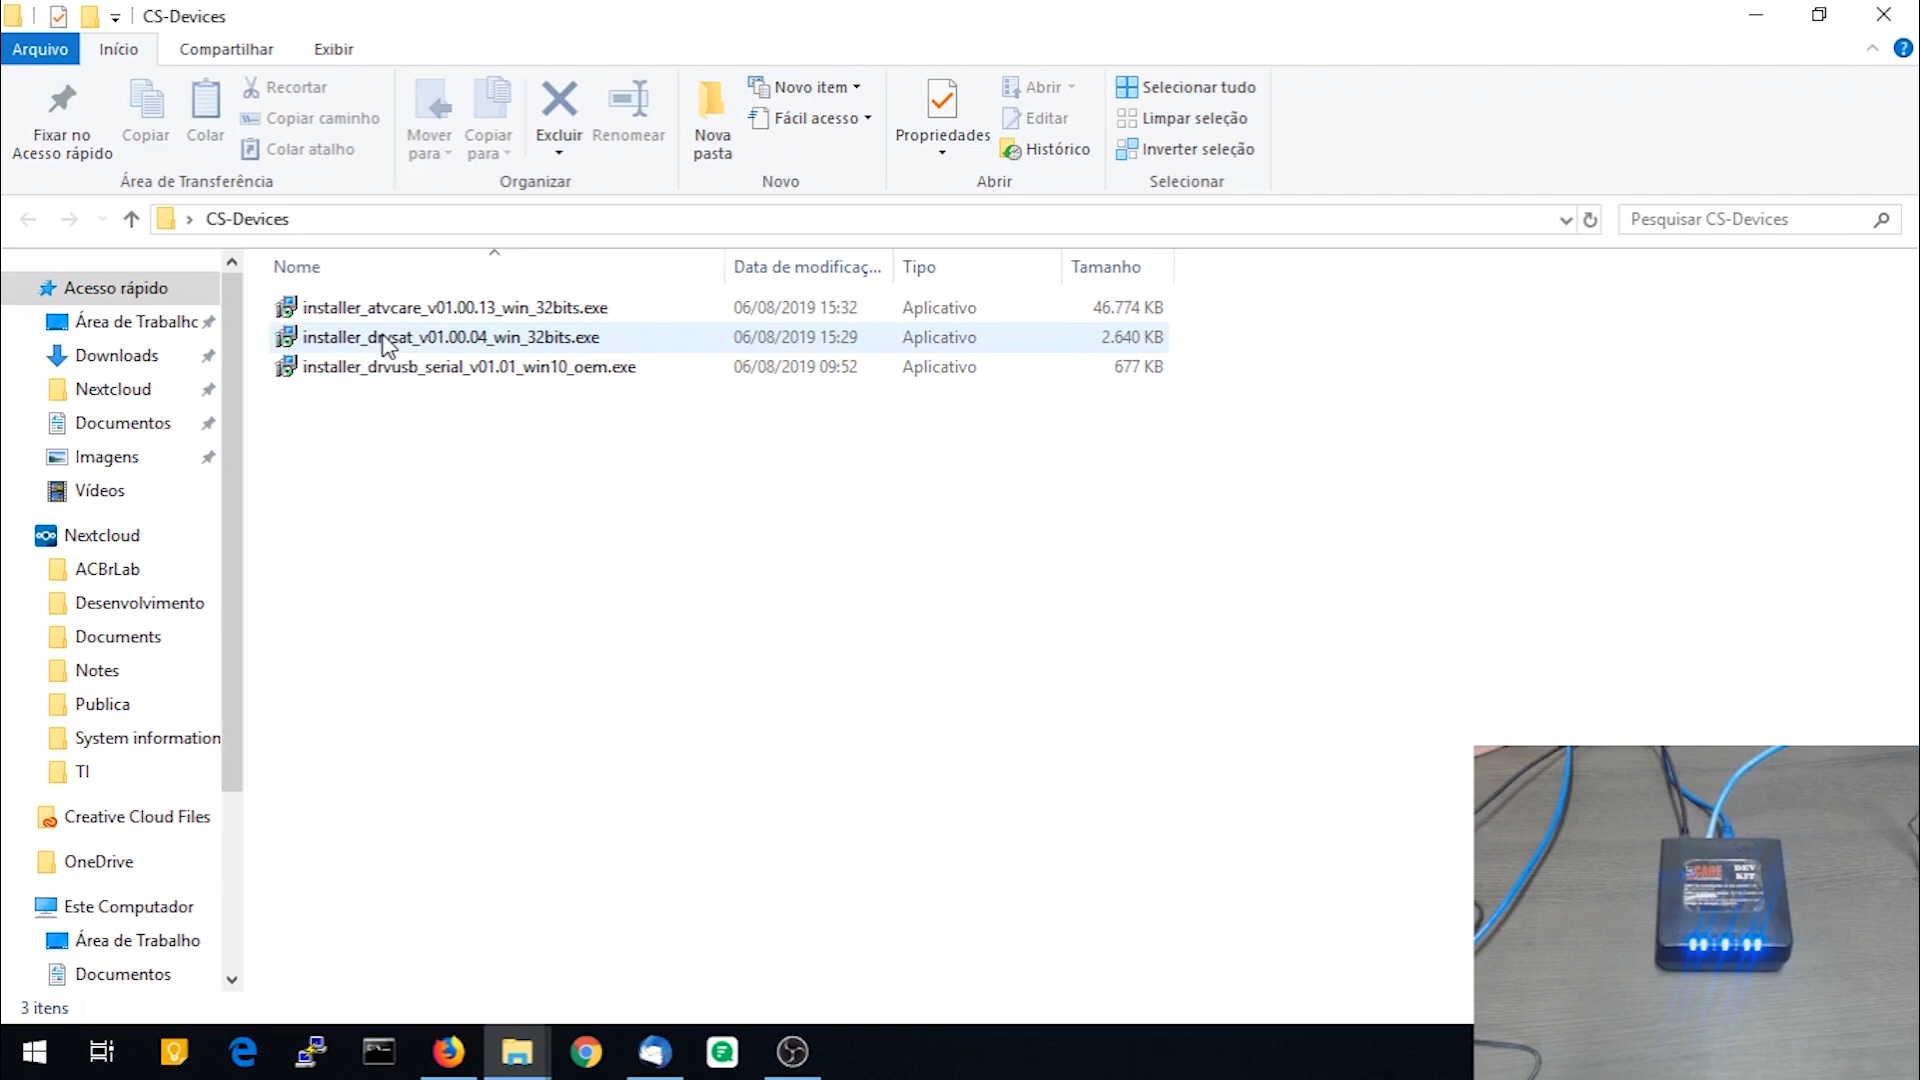 CS-Devices
Arquivo
Início
Compartilhar
Exibir
Fixar no
Acesso rápido
Copiar
Colar
Recortar
Copiar caminho
Colar atalho
Área de Transferência
Mover
para
Copiar
para
Excluir
Renomear
Organizar
Nova
pasta
Novo item
Fácil acesso
Novo
Propriedades
Abrir
Editar
Histórico
Abrir
Selecionar tudo
Limpar seleção
Inverter seleção
Selecionar
CS-Devices
Pesquisar CS-Devices
Nome
Data de modificaç...
Tipo
Tamanho
installer_atvcare_v01.00.13_win_32bits.exe 06/08/2019 15:32 Aplicativo 46.774 KB
installer_drvsat_v01.00.04_win_32bits.exe 06/08/2019 15:29 Aplicativo 2.640 KB
installer_drvusb_serial_v01.01_win10_oem.exe 06/08/2019 09:52 Aplicativo 677 KB
Acesso rápido
Área de Trabalhc
Downloads
Nextcloud
Documentos
Imagens
Vídeos
Nextcloud
ACBrLab
Desenvolvimento
Documents
Notes
Publica
System information
TI
Creative Cloud Files
OneDrive
Este Computador
Área de Trabalho
Documentos
3 itens
CARE
DEV
KIT